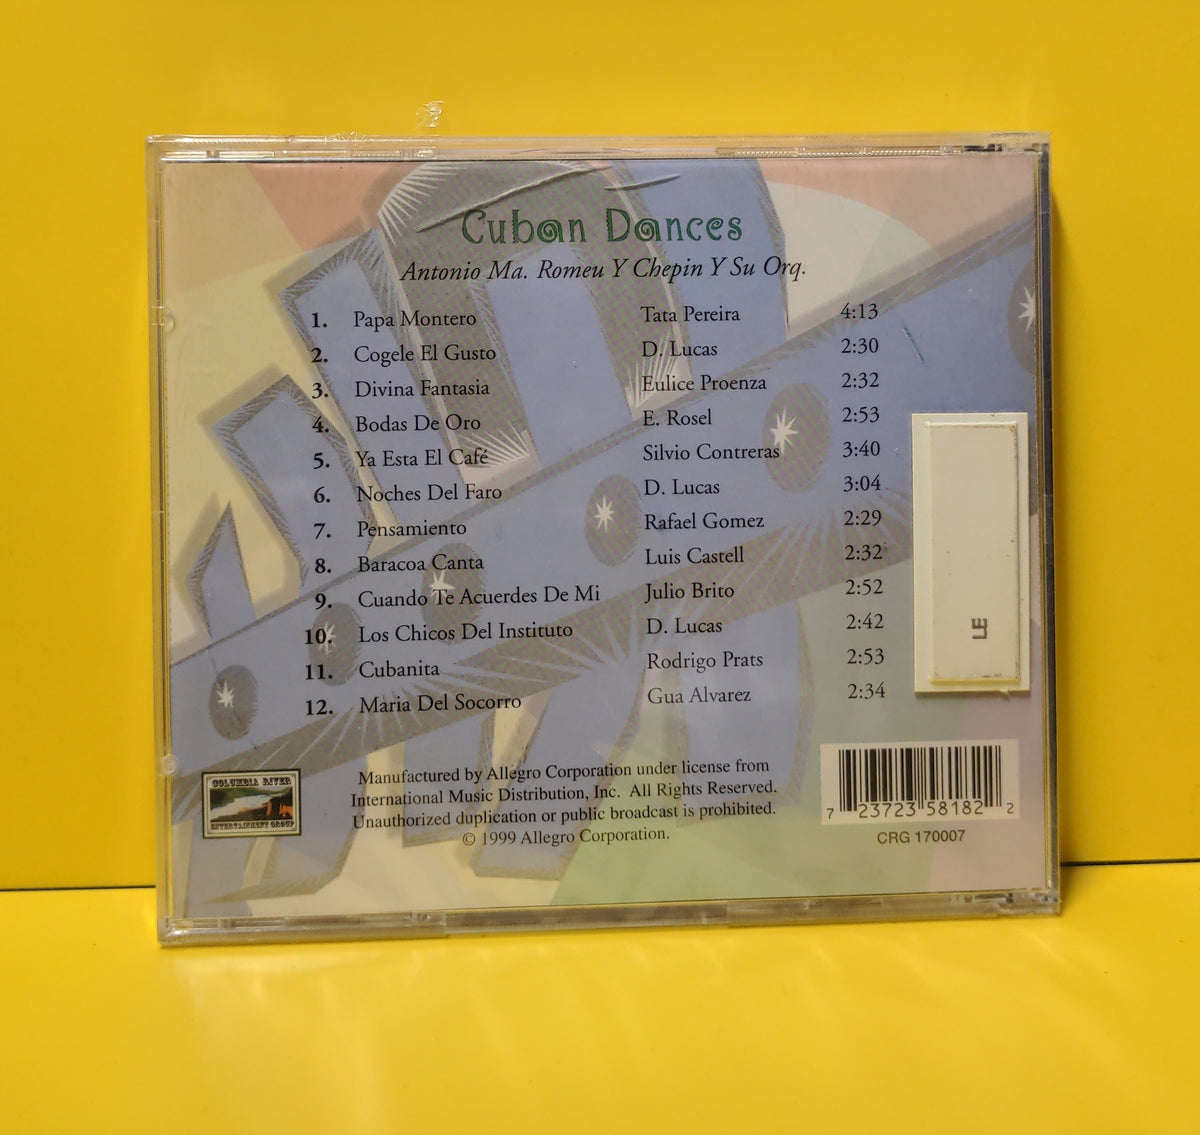 Cuban Dances
Antonio Ma. Romeu Y Chepin Y Su Orq.
1. Papa Montero Tata Pereira 4:13
2. Cogele El Gusto D. Lucas 2:30
3. Divina Fantasia Eulice Proenza 2:32
4. Bodas De Oro E. Rosel 2:53
5. Ya Esta El Café Silvio Contreras 3:40
6. Noches Del Faro D. Lucas 3:04
7. Pensamiento Rafael Gomez 2:29
8. Baracoa Canta Luis Castell 2:32
9. Cuando Te Acuerdes De Mi Julio Brito 2:52
10. Los Chicos Del Instituto D. Lucas 2:42
11. Cubanita Rodrigo Prats 2:53
12. Maria Del Socorro Gua Alvarez 2:34
COLUMBIA RIVER
ENTERTAINMENT GROUP
Manufactured by Allegro Corporation under license from
International Music Distribution, Inc. All Rights Reserved.
Unauthorized duplication or public broadcast is prohibited.
© 1999 Allegro Corporation.
7 23723 58182 2
CRG 170007